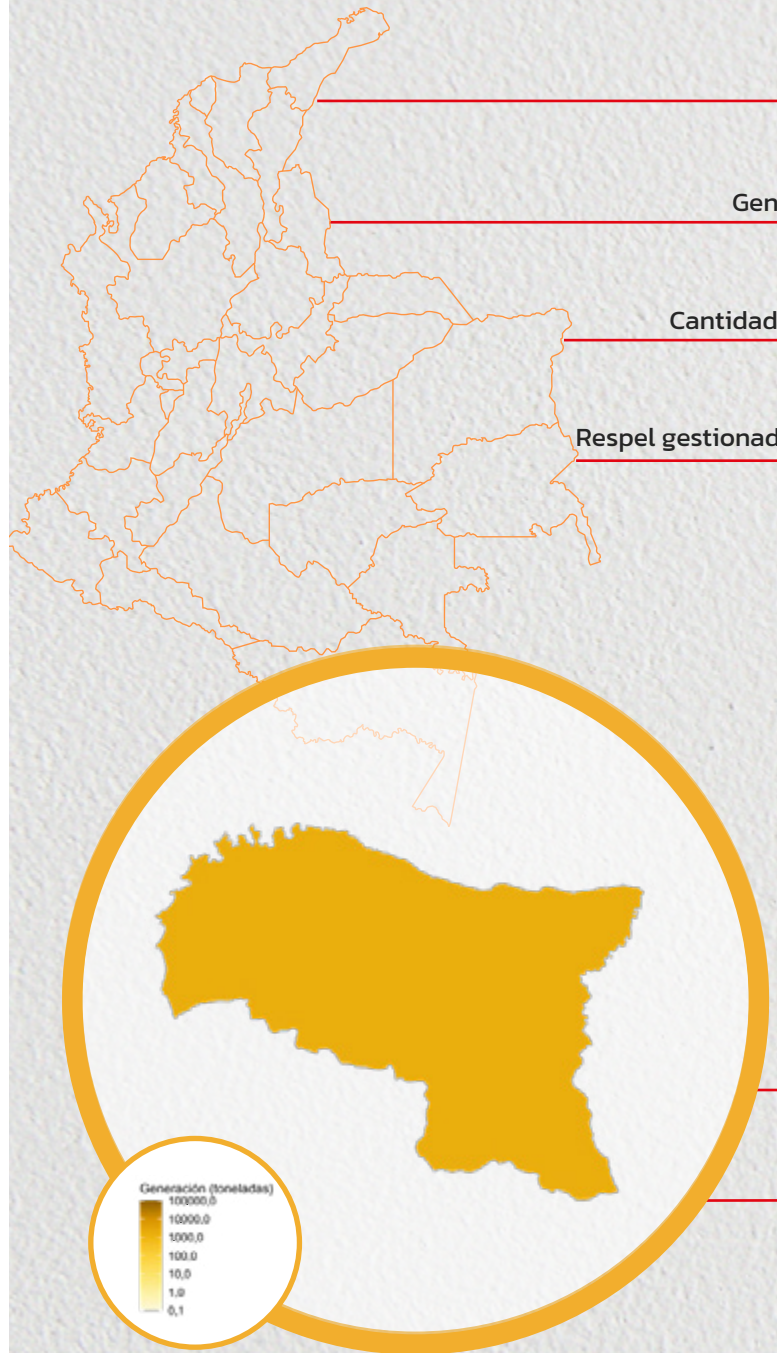 Gen
Cantidad
Respel gestionad
Generación (toneladas)
100000,0
10000,0
1000,0
100,0
10,0
1,0
0,1